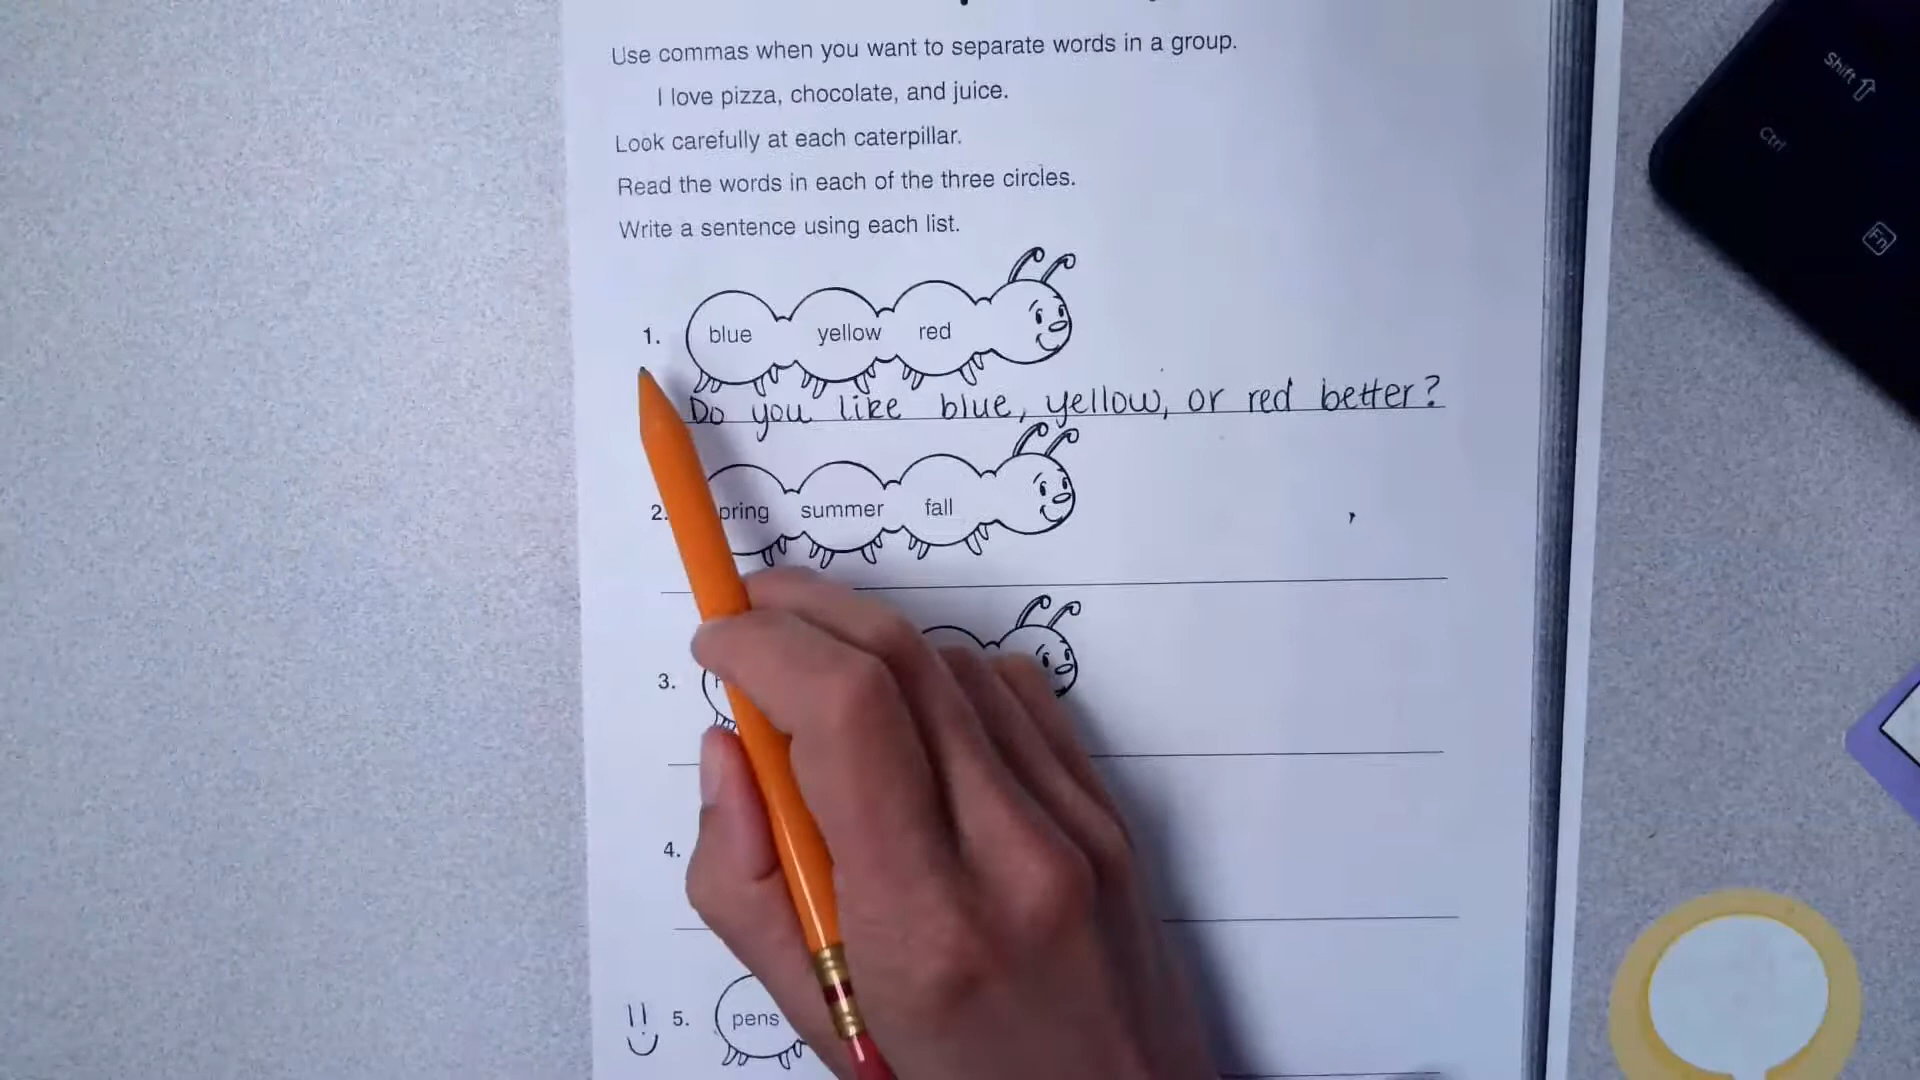 Use commas when you want to separate words in a group.
I love pizza, chocolate, and juice.
Look carefully at each caterpillar.
Read the words in each of the three circles.
Write a sentence using each list.
1. blue yellow red
Do you like blue, yellow, or red better?
2. pring summer fall
3.
4.
5. pens
Shift
Ctrl
Fn